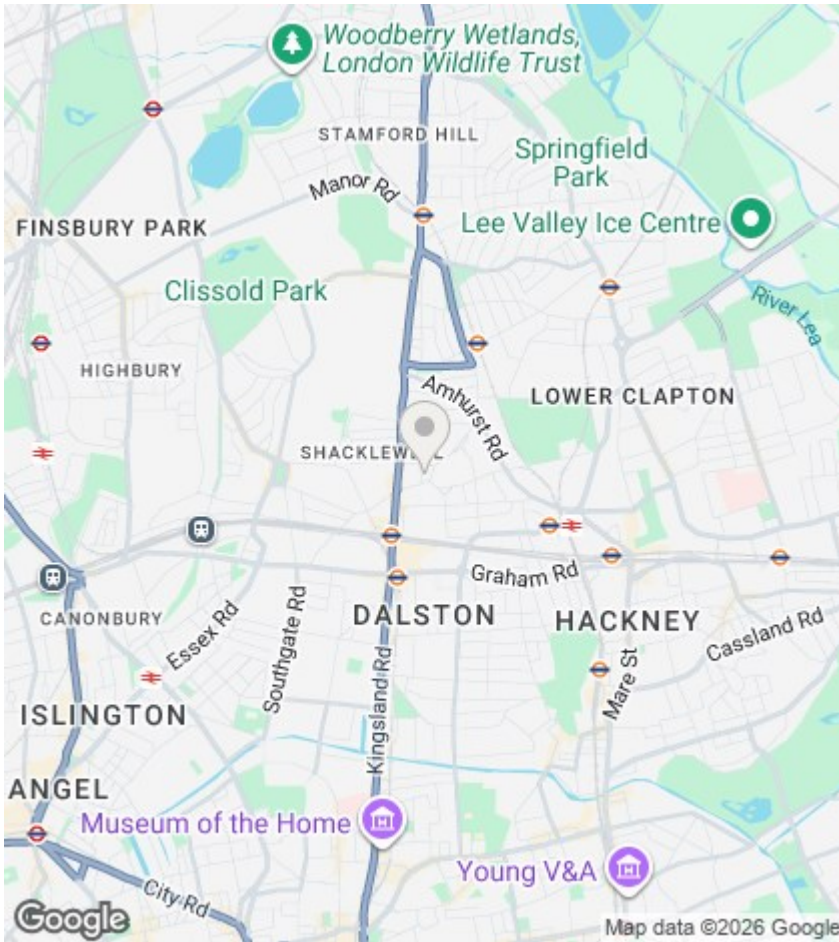 Woodberry Wetlands,
London Wildlife Trust
STAMFORD HILL
Springfield
Park
Manor Rd
FINSBURY PARK
Lee Valley Ice Centre
Clissold Park
River Lea
HIGHBURY
Amhurst Rd
LOWER CLAPTON
Graham Rd
CANONBURY
Essex Rd
Southgate Rd
DALSTON
HACKNEY
Cassland Rd
Mare St
ISLINGTON
Kingsland Rd
ANGEL
Museum of the Home
Young V&A
City Rd
Google
Map data ©2026 Google